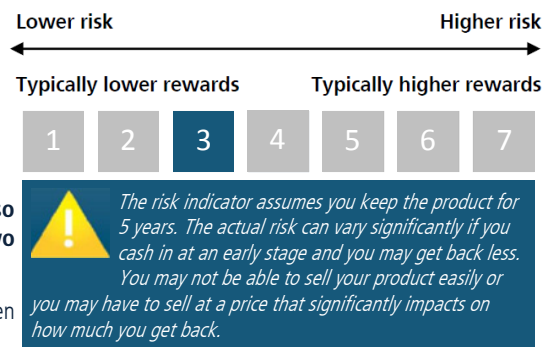 Lower risk Higher risk
Typically lower rewards Typically higher rewards
1 2 3 4 5 6 7
The risk indicator assumes you keep the product for
5 years. The actual risk can vary significantly if you
cash in at an early stage and you may get back less.
You may not be able to sell your product easily or
you may have to sell at a price that significantly impacts on
how much you get back.